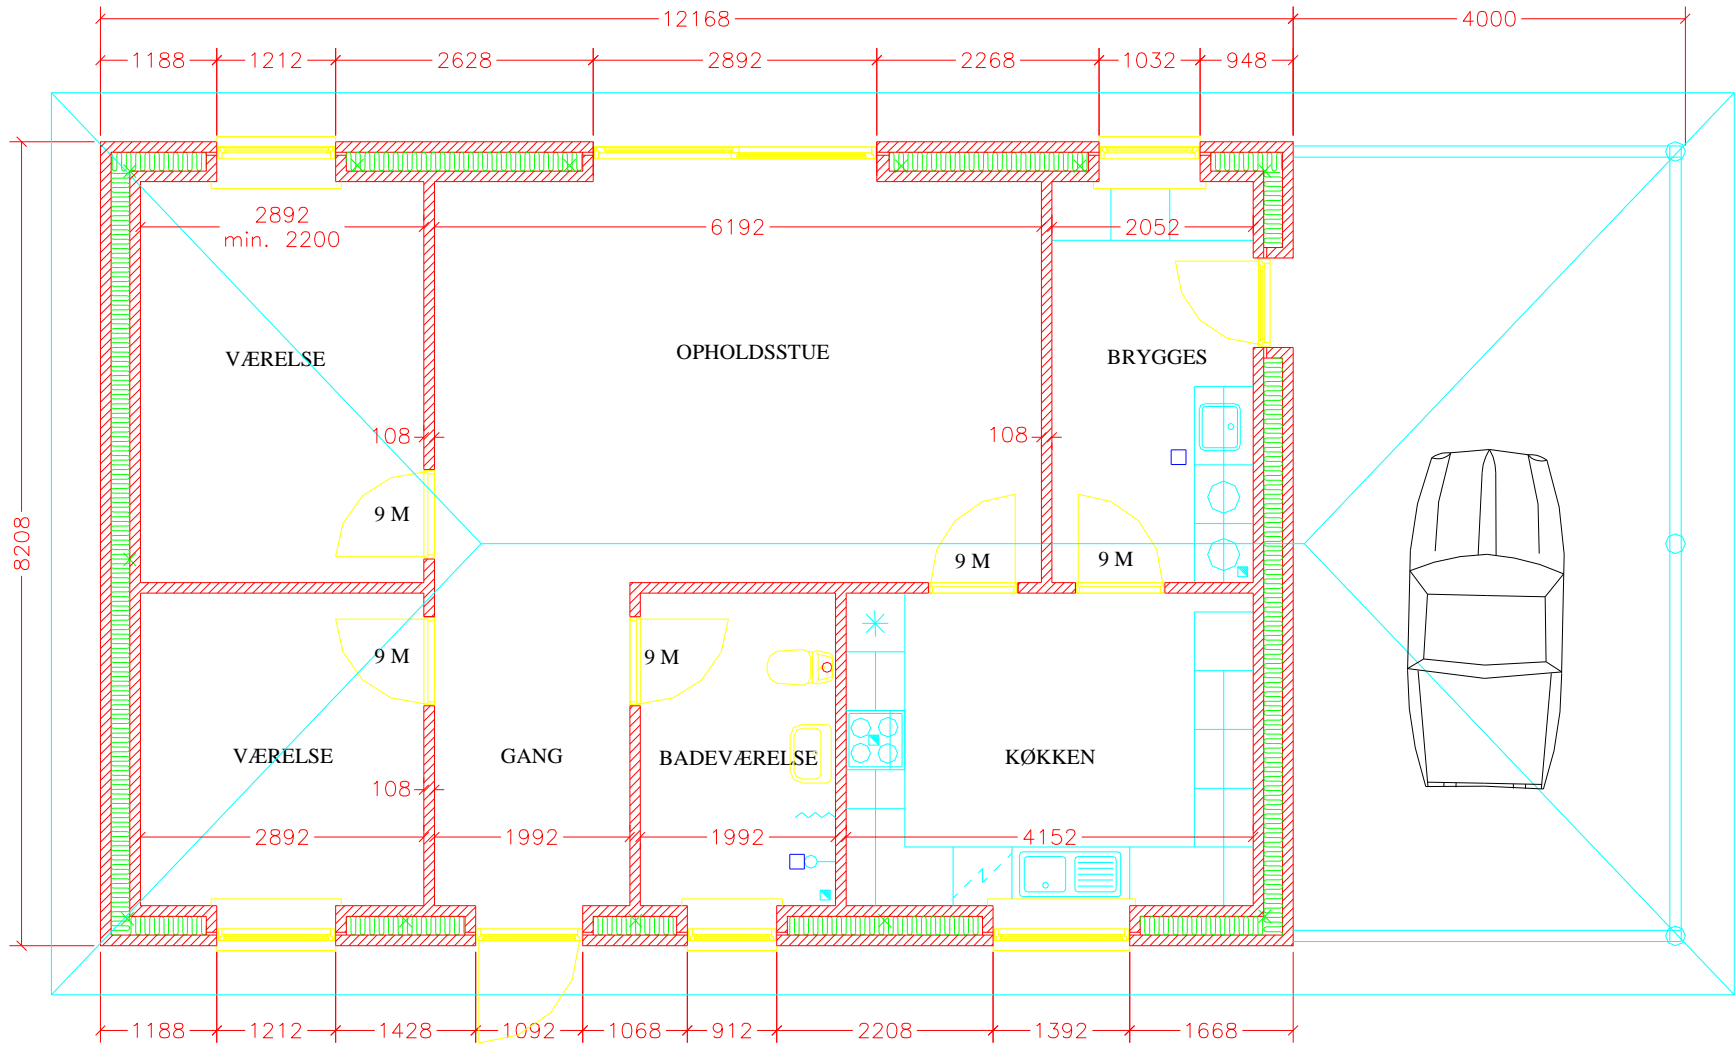 12168
4000
1188
1212
2628
2892
2268
1032
948
2892
min. 2200
6192
2052
VÆRELSE
OPHOLDSSTUE
BRYGGES
108
108
9 M
8208
9 M
9 M
9 M
9 M
VÆRELSE
GANG
BADEVÆRELSE
KØKKEN
108
2892
1992
1992
4152
Z
1188
1212
1428
1092
1068
912
2208
1392
1668